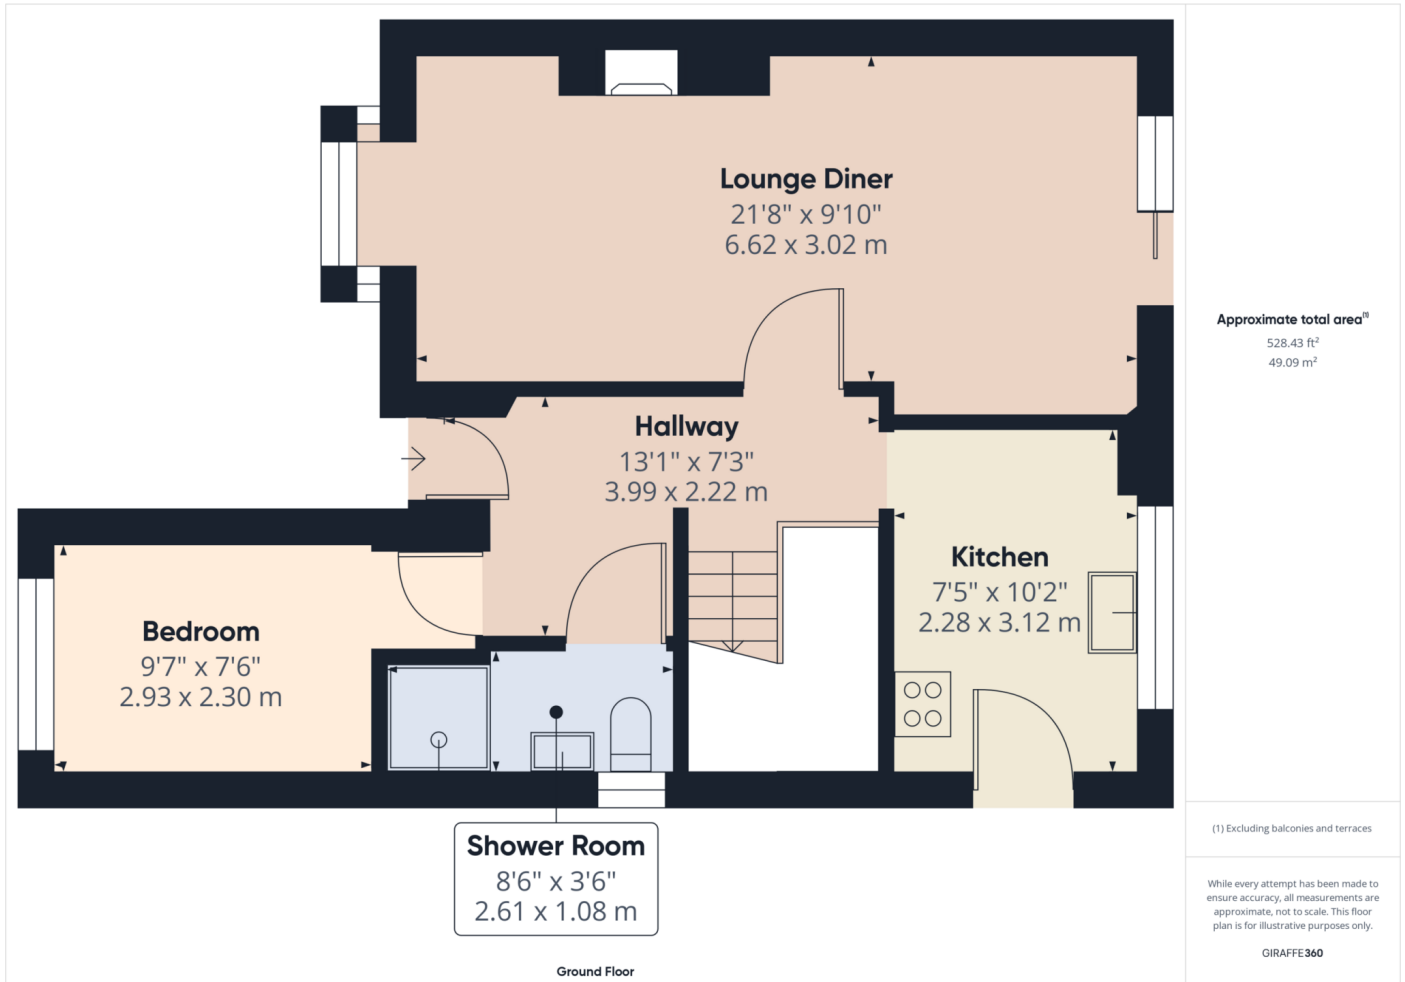 Lounge Diner
21'8" x 9'10"
6.62 x 3.02 m
Hallway
13'1" x 7'3"
3.99 x 2.22 m
Kitchen
7'5" x 10'2"
2.28 x 3.12 m
Bedroom
9'7" x 7'6"
2.93 x 2.30 m
Shower Room
8'6" x 3'6"
2.61 x 1.08 m
Ground Floor
Approximate total area(1)
528.43 ft²
49.09 m²
(1) Excluding balconies and terraces
While every attempt has been made to
ensure accuracy, all measurements are
approximate, not to scale. This floor
plan is for illustrative purposes only.
GIRAFFE360